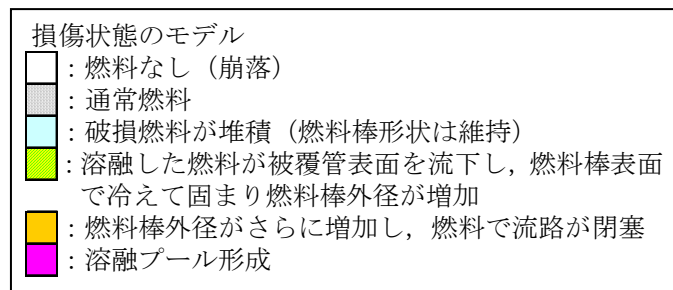 損傷状態のモデル
：燃料なし（崩落）
：通常燃料
：破損燃料が堆積（燃料棒形状は維持）
：溶融した燃料が被覆管表面を流下し，燃料棒表面
で冷えて固まり燃料棒外径が増加
：燃料棒外径がさらに増加し，燃料で流路が閉塞
：溶融プール形成